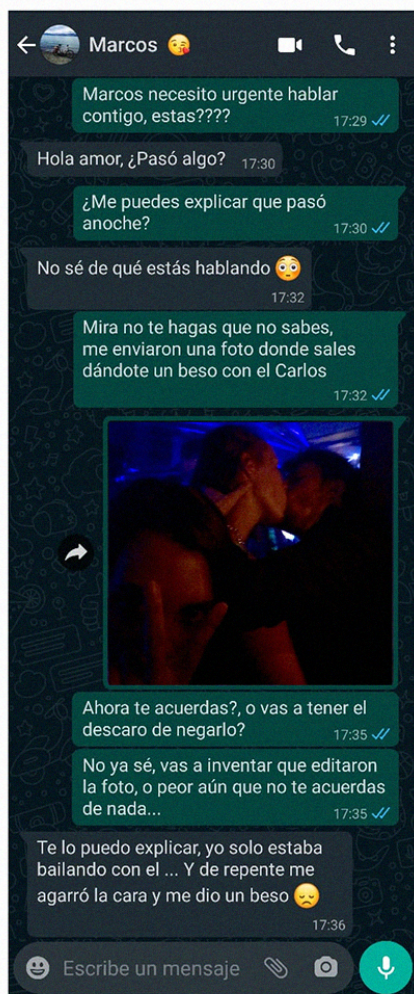 Marcos 😘
Marcos necesito urgente hablar
contigo, estas????
17:29
Hola amor, ¿Pasó algo? 17:30
¿Me puedes explicar que pasó
anoche?
17:30
No sé de qué estás hablando 😳
17:32
Mira no te hagas que no sabes,
me enviaron una foto donde sales
dándote un beso con el Carlos
17:32
Ahora te acuerdas?, o vas a tener el
descaro de negarlo?
17:35
No ya sé, vas a inventar que editaron
la foto, o peor aún que no te acuerdas
de nada...
17:35
Te lo puedo explicar, yo solo estaba
bailando con el ... Y de repente me
agarró la cara y me dio un beso 😞
17:36
Escribe un mensaje